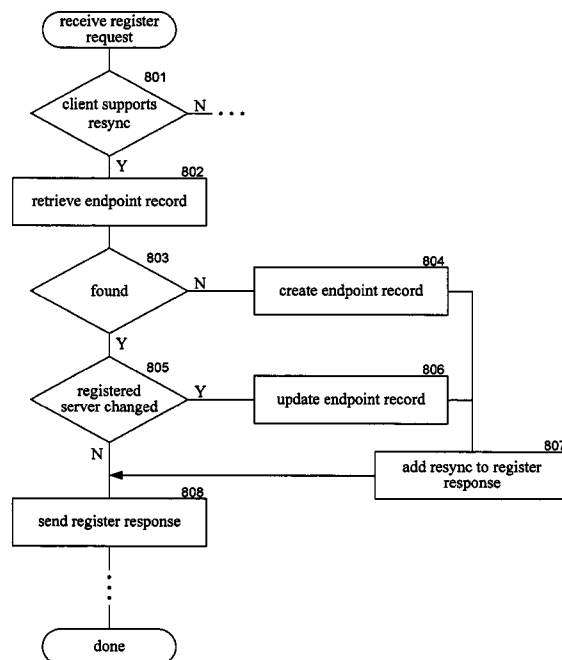 receive register
request
801
client supports
resync
N
...
Y
802
retrieve endpoint record
803
found
N
804
create endpoint record
Y
805
registered
server changed
Y
806
update endpoint record
N
807
add resync to register
response
808
send register response
done